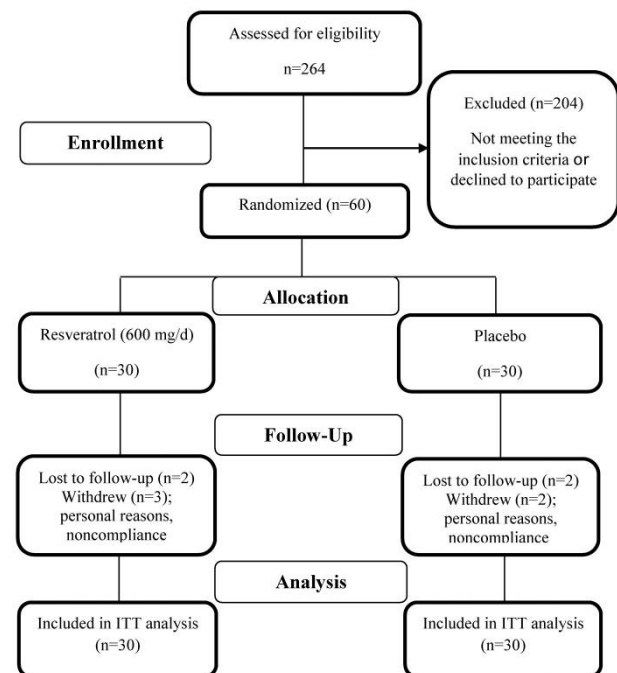 Assessed for eligibility
n=264
Excluded (n=204)
Not meeting the
inclusion criteria or
declined to participate
Enrollment
Randomized (n=60)
Allocation
Resveratrol (600 mg/d)
(n=30)
Placebo
(n=30)
Follow-Up
Lost to follow-up (n=2)
Withdrew (n=3);
personal reasons,
noncompliance
Lost to follow-up (n=2)
Withdrew (n=2);
personal reasons,
noncompliance
Analysis
Included in ITT analysis
(n=30)
Included in ITT analysis
(n=30)